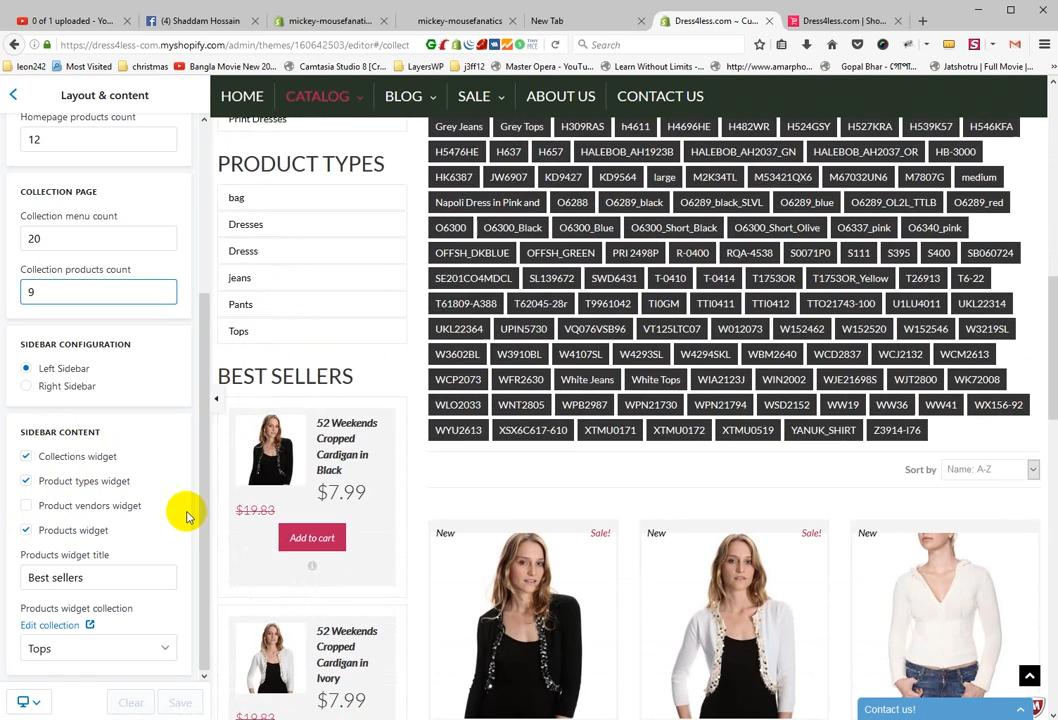 0 of 1 uploaded - YouT
(4) Shaddam Hossain
mickey-mousefanati
mickey-mousefanatics
New Tab
Dress4less.com ~ Cu
Dress4less.com | Sho
https://dress4less-com.myshopify.com/admin/themes/160642503/editor#/collect
Search
leon242
Most Visited
christmas
Bangla Movie New 20...
Camtasia Studio 8 [Cr...
LayersWP
j3ff12
Master Opera - YouTu...
Learn Without Limits -...
http://www.amarpho...
Jatshotru | Full Movie |...
Layout & content
HOME
CATALOG
BLOG
SALE
ABOUT US
CONTACT US
Homepage products count
12
COLLECTION PAGE
Collection menu count
20
Collection products count
9
SIDEBAR CONFIGURATION
Left Sidebar
Right Sidebar
SIDEBAR CONTENT
Collections widget
Product types widget
Product vendors widget
Products widget
Products widget title
Best sellers
Products widget collection
Edit collection
Tops
Clear
Save
Print Dresses
PRODUCT TYPES
bag
Dresses
Dresss
jeans
Pants
Tops
BEST SELLERS
52 Weekends
Cropped
Cardigan in
Black
$7.99
$19.83
Add to cart
52 Weekends
Cropped
Cardigan in
Ivory
$7.99
Grey Jeans Grey Tops H309RAS h4611 H4696HE H482WR H524GSY H527KRA H539K57 H546KFA
H5476HE H637 H657 HALEBOB_AH1923B HALEBOB_AH2037_GN HALEBOB_AH2037_OR HB-3000
HK6387 JW6907 KD9427 KD9564 large M2K34TL M53421QX6 M67032UN6 M7807G medium
Napoli Dress in Pink and O6288 O6289_black O6289_black_SLVL O6289_blue O6289_OL2L_TTLB O6289_red
O6300 O6300_Black O6300_Blue O6300_Short_Black O6300_Short_Olive O6337_pink O6340_pink
OFFSH_DKBLUE OFFSH_GREEN PRI 2498P R-0400 RQA-4538 S0071P0 S111 S395 S400 SB060724
SE201CO4MDCL SL139672 SWD6431 T-0410 T-0414 T1753OR T1753OR_Yellow T26913 T6-22
T61809-A388 T62045-28r T9961042 TI0GM TTI0411 TTI0412 TTO21743-100 U1LU4011 UKL22314
UKL22364 UPIN5730 VQ076VSB96 VT125LTC07 W012073 W152462 W152520 W152546 W3219SL
W3602BL W3910BL W4107SL W4293SL W4294SKL WBM2640 WCD2837 WCJ2132 WCM2613
WCP2073 WFR2630 White Jeans White Tops WIA2123J WIN2002 WJE21698S WJT2800 WK72008
WLO2033 WNT2805 WPB2987 WPN21730 WPN21794 WSD2152 WW19 WW36 WW41 WX156-92
WYU2613 XSX6C617-610 XTMU0171 XTMU0172 XTMU0519 YANUK_SHIRT Z3914-I76
Sort by
Name: A-Z
New
Sale!
New
Sale!
New
Contact us!